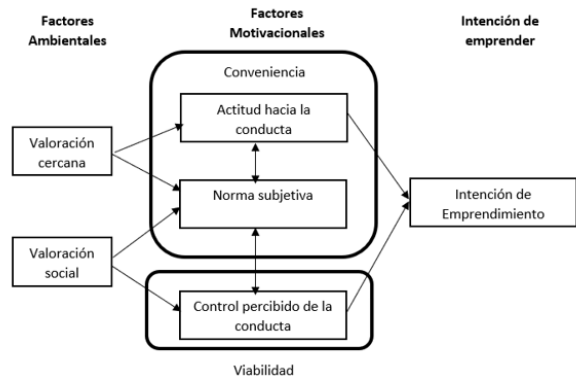 Factores
Ambientales
Factores
Motivacionales
Intención de
emprender
Conveniencia
Actitud hacia la
conducta
Valoración
cercana
Norma subjetiva
Intención de
Emprendimiento
Valoración
social
Control percibido de la
conducta
Viabilidad